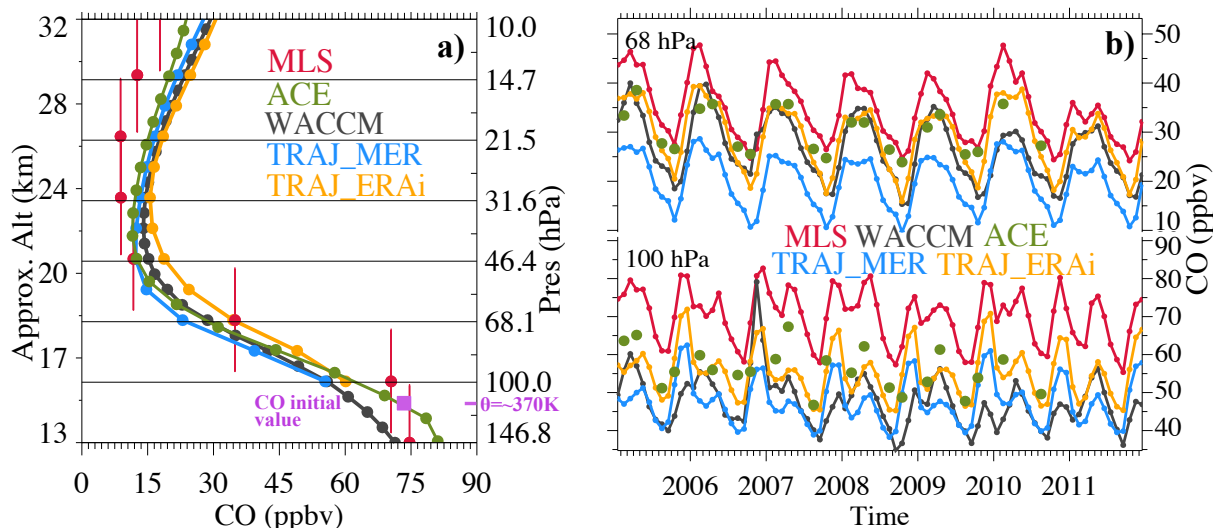 a)
32
28
24
20
17
13
Approx. Alt (km)
MLS
ACE
WACCM
TRAJ_MER
TRAJ_ERAi
CO initial
value
θ=~370K
10.0
14.7
21.5
31.6
46.4
68.1
100.0
146.8
Pres (hPa)
0 15 30 45 60 75 90
CO (ppbv)
b)
68 hPa
50
40
30
20
10
MLS WACCM ACE
TRAJ_MER TRAJ_ERAi
100 hPa
90
80
70
60
50
40
CO (ppbv)
2006 2007 2008 2009 2010 2011
Time